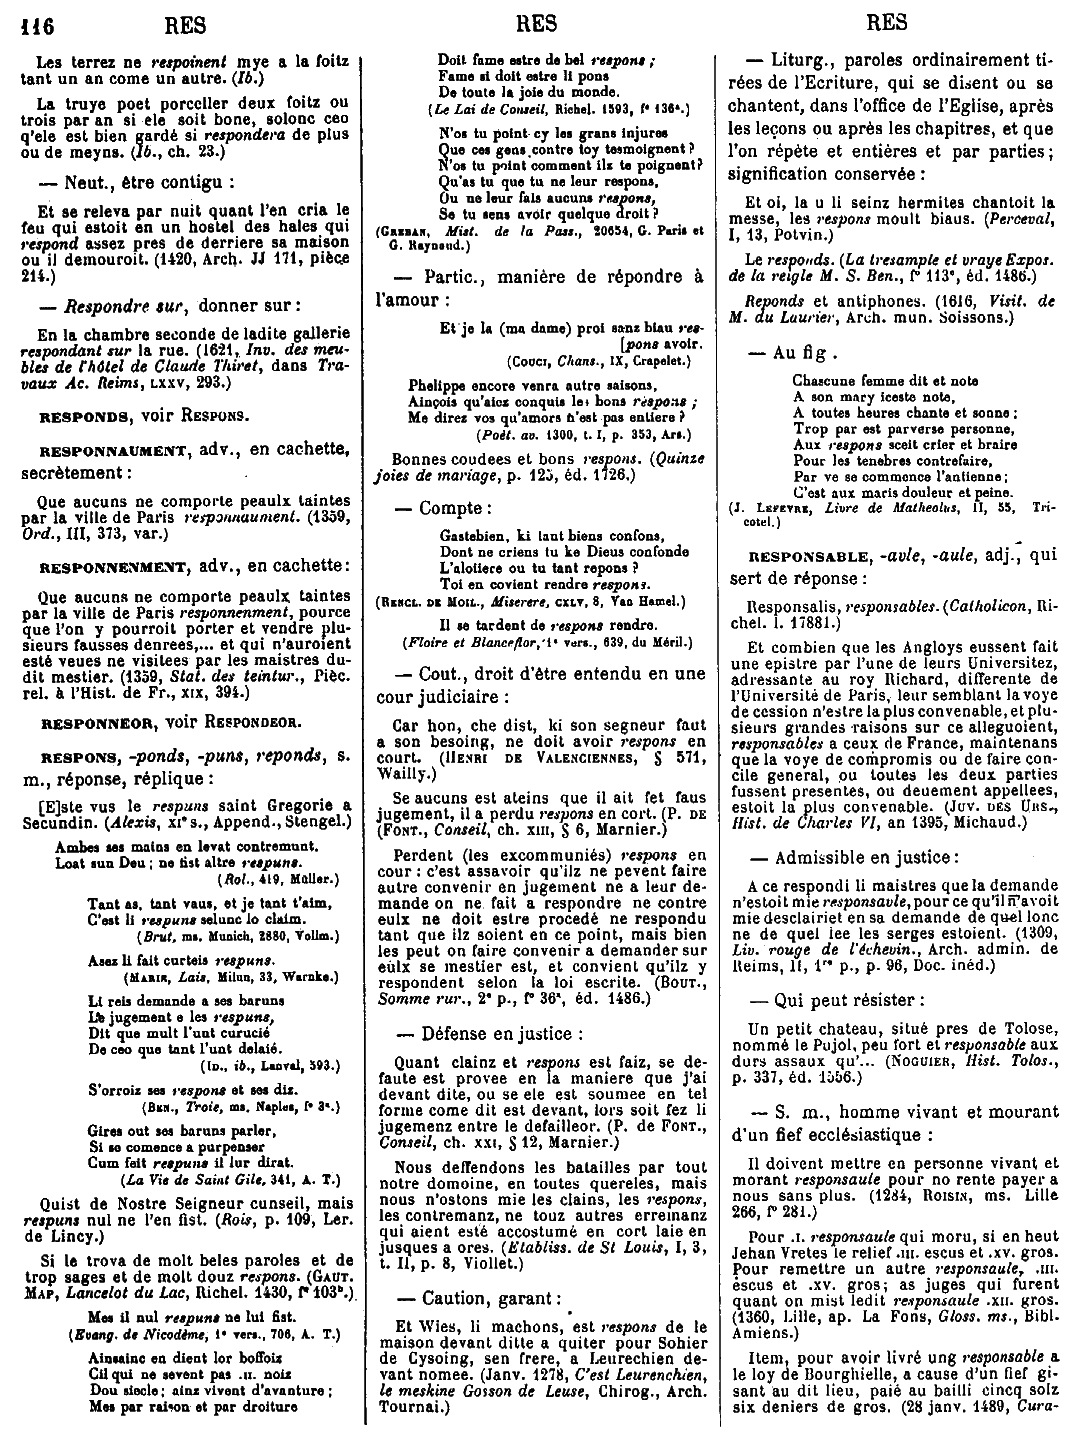 116 RES RES RES
Les terrez ne respoinent mye a la foitz
tant un an come un autre. (Ib.)
La truye poet porceller deux foitz ou
trois par an si ele soit bone, solonc ceo
q'ele est bien gardé si respondera de plus
ou de meyns. (Ib., ch. 23.)
— Neut., être contigu :
Et se releva par nuit quant l'en cria le
feu qui estoit en un hostel des hales qui
respond assez pres de derriere sa maison
ou il demouroit. (1420, Arch. JJ 171, pièce
214.)
— Respondre sur, donner sur :
En la chambre seconde de ladite gallerie
respondant sur la rue. (1621, Inv. des meu-
bles de l'hôtel de Claude Thiret, dans Tra-
vaux Ac. Reims, LXXV, 293.)
RESPONDS, voir RESPONS.
RESPONNAUMENT, adv., en cachette,
secrètement :
Que aucuns ne comporte peaulx taintes
par la ville de Paris responnaument. (1359,
Ord., III, 373, var.)
RESPONNENMENT, adv., en cachette:
Que aucuns ne comporte peaulx taintes
par la ville de Paris responnenment, pource
que l'on y pourroit porter et vendre plu-
sieurs fausses denrees,... et qui n'auroient
esté veues ne visitees par les maistres du-
dit mestier. (1359, Stat. des teintur., Pièc.
rel. à l'Hist. de Fr., XIX, 394.)
RESPONNEOR, voir RESPONDEOR.
RESPONS, -ponds, -puns, reponds, s.
m., réponse, réplique :
[E]ste vus le respuns saint Gregorie a
Secundin. (Alexis, XIe s., Append., Stengel.)
Ambes ses mains en levat contremunt.
Loat sun Deu ; ne fist altre respuns.
(Rol., 419, Müller.)
Tant as, tant vaus, et je tant t'aim,
C'est li respuns selunc lo claim.
(Brut, ms. Munich, 2880, Vollm.)
Asez li fait curteis respuns.
(MARIE, Lais, Milun, 33, Warnke.)
Li reis demande a ses baruns
Le jugement e les respuns,
Dit que mult l'unt curucié
De ceo que tant l'unt delaié.
(ID., ib., Lanval, 593.)
S'orroiz ses respons et ses diz.
(BEN., Troie, ms. Naples, f° 3c.)
Gires out ses baruns parler,
Si se comence a purpenser
Cum fait respuns il lur dirat.
(La Vie de Saint Gile, 341, A. T.)
Quist de Nostre Seigneur cunseil, mais
respuns nul ne l'en fist. (Rois, p. 109, Ler.
de Lincy.)
Si le trova de molt beles paroles et de
trop sages et de molt douz respons. (GAUT.
MAP, Lancelot du Lac, Richel. 1430, f° 103b.)
Mes il nul respuns ne lui fist.
(Evang. de Nicodème, 1e vers., 706, A. T.)
Ainsainc en dient lor boffoiz
Cil qui ne sevent pas .II. noiz
Dou siecle ; ainz vivent d'avanture ;
Mes par raison et par droiture
Doit fame estre de bel respons ;
Fame si doit estre li pons
De toute la joie du monde.
(Le Lai de Conseil, Richel. 1593, f° 136a.)
N'os tu point cy les grans injures
Que ces gens contre toy tesmoignent ?
N'os tu point comment ilz te poignent?
Qu'as tu que tu ne leur respons,
Ou ne leur fais aucuns respons,
Se tu sens avoir quelque droit ?
(GREBAN, Mist. de la Pass., 20654, G. Paris et
G. Raynaud.)
— Partic., manière de répondre à
l'amour :
Et je la (ma dame) proi sanz biau res-
[pons avoir.
(COUCI, Chans., IX, Crapelet.)
Phelippe encore venra autre saisons,
Ainçois qu'aiez conquis les bons respons ;
Me direz vos qu'amors n'est pas entiere ?
(Poët. av. 1300, t. I, p. 353, Ars.)
Bonnes coudees et bons respons. (Quinze
joies de mariage, p. 125, éd. 1726.)
— Compte :
Gastebien, ki tant biens confons,
Dont ne criens tu ke Dieus confonde
L'alotiere ou tu tant repons ?
Toi en covient rendre respons.
(RENCL. DE MOIL., Miserere, CXLV, 8, Van Hamel.)
Il se tardent de respons rendre.
(Floire et Blanceflor, 1e vers., 639, du Méril.)
— Cout., droit d'être entendu en une
cour judiciaire :
Car hon, che dist, ki son segneur faut
a son besoing, ne doit avoir respons en
court. (HENRI DE VALENCIENNES, § 571,
Wailly.)
Se aucuns est ateins que il ait fet faus
jugement, il a perdu respons en cort. (P. DE
(FONT., Conseil, ch. XIII, § 6, Marnier.)
Perdent (les excommuniés) respons en
cour : c'est assavoir qu'ilz ne pevent faire
autre convenir en jugement ne a leur de-
mande on ne fait a respondre ne contre
eulx ne doit estre procedé ne respondu
tant que ilz soient en ce point, mais bien
les peut on faire convenir a demander sur
eulx se mestier est, et convient qu'ilz y
respondent selon la loi escrite. (BOUT.,
Somme rur., 2e p., f° 36a, éd. 1486.)
— Défense en justice :
Quant clainz et respons est faiz, se de-
faute est provee en la maniere que j'ai
devant dite, ou se ele est soumee en tel
forme come dit est devant, lors soit fez li
jugemenz entre le defailleor. (P. de FONT.,
Conseil, ch. XXI, § 12, Marnier.)
Nous deffendons les batailles par tout
notre domoine, en toutes quereles, mais
nous n'ostons mie les clains, les respons,
les contremanz, ne touz autres erremanz
qui aient esté accostumé en cort laie en
jusques a ores. (Etabliss. de St Louis, I, 3,
t. II, p. 8, Viollet.)
— Caution, garant :
Et Wies, li machons, est respons de le
maison devant ditte a quiter pour Sohier
de Cysoing, sen frere, a Leurechien de-
vant nomee. (Janv. 1278, C'est Leurenchien,
le meskine Gosson de Leuse, Chirog., Arch.
Tournai.)
— Liturg., paroles ordinairement ti-
rées de l'Ecriture, qui se disent ou se
chantent, dans l'office de l'Eglise, après
les leçons ou après les chapitres, et que
l'on répète et entières et par parties ;
signification conservée :
Et oi, la u li seinz hermites chantoit la
messe, les respons moult biaus. (Perceval,
I, 13, Potvin.)
Le responds. (La tresample et vraye Expos.
de la reigle M. S. Ben., f° 113c, éd. 1486.)
Reponds et antiphones. (1616, Visit. de
M. du Laurier, Arch. mun. Soissons.)
— Au fig.
Chascune femme dit et note
A son mary iceste note,
A toutes heures chante et sonne ;
Trop par est parverse personne,
Aux respons sceit crier et braire
Pour les tenebres contrefaire,
Par ve se commence l'antienne ;
C'est aux maris douleur et peine.
(J. LEFEVRE, Livre de Matheolus, II, 55, Tri-
cotel.)
RESPONSABLE, -avle, -aule, adj., qui
sert de réponse :
Responsalis, responsables. (Catholicon, Ri-
chel. l. 17881.)
Et combien que les Angloys eussent fait
une epistre par l'une de leurs Universitez,
adressante au roy Richard, differente de
l'Université de Paris, leur semblant la voye
de cession n'estre la plus convenable, et plu-
sieurs grandes raisons sur ce alleguoient,
responsables a ceux de France, maintenans
que la voye de compromis ou de faire con-
cile general, ou toutes les deux parties
fussent presentes, ou deuement appellees,
estoit la plus convenable. (JUV. DES URS.,
Hist. de Charles VI, an 1395, Michaud.)
— Admissible en justice :
A ce respondi li maistres que la demande
n'estoit mie responsavle, pour ce qu'il n'avoit
mie desclairiet en sa demande de quel lonc
ne de quel lee les serges estoient. (1309,
Liv. rouge de l'échevin., Arch. admin. de
Reims, II, 1re p., p. 96, Doc. inéd.)
— Qui peut résister :
Un petit chateau, situé pres de Tolose,
nommé le Pujol, peu fort et responsable aux
durs assaux qu'... (NOGUIER, Hist. Tolos.,
p. 337, éd. 1556.)
— S. m., homme vivant et mourant
d'un fief ecclésiastique :
Il doivent mettre en personne vivant et
morant responsaule pour no rente payer a
nous sans plus. (1284, ROISIN, ms. Lille
266, f° 281.)
Pour .I. responsaule qui moru, si en heut
Jehan Vretes le relief .III. escus et .XV. gros.
Pour remettre un autre responsaule, .III.
escus et .XV. gros; as juges qui furent
quant on mist ledit responsaule .XII. gros.
(1360, Lille, ap. La Fons, Gloss. ms., Bibl.
Amiens.)
Item, pour avoir livré ung responsable a
le loy de Bourghielle, a cause d'un fief gi-
sant au dit lieu, paié au bailli cincq solz
six deniers de gros. (28 janv. 1489, Cura-